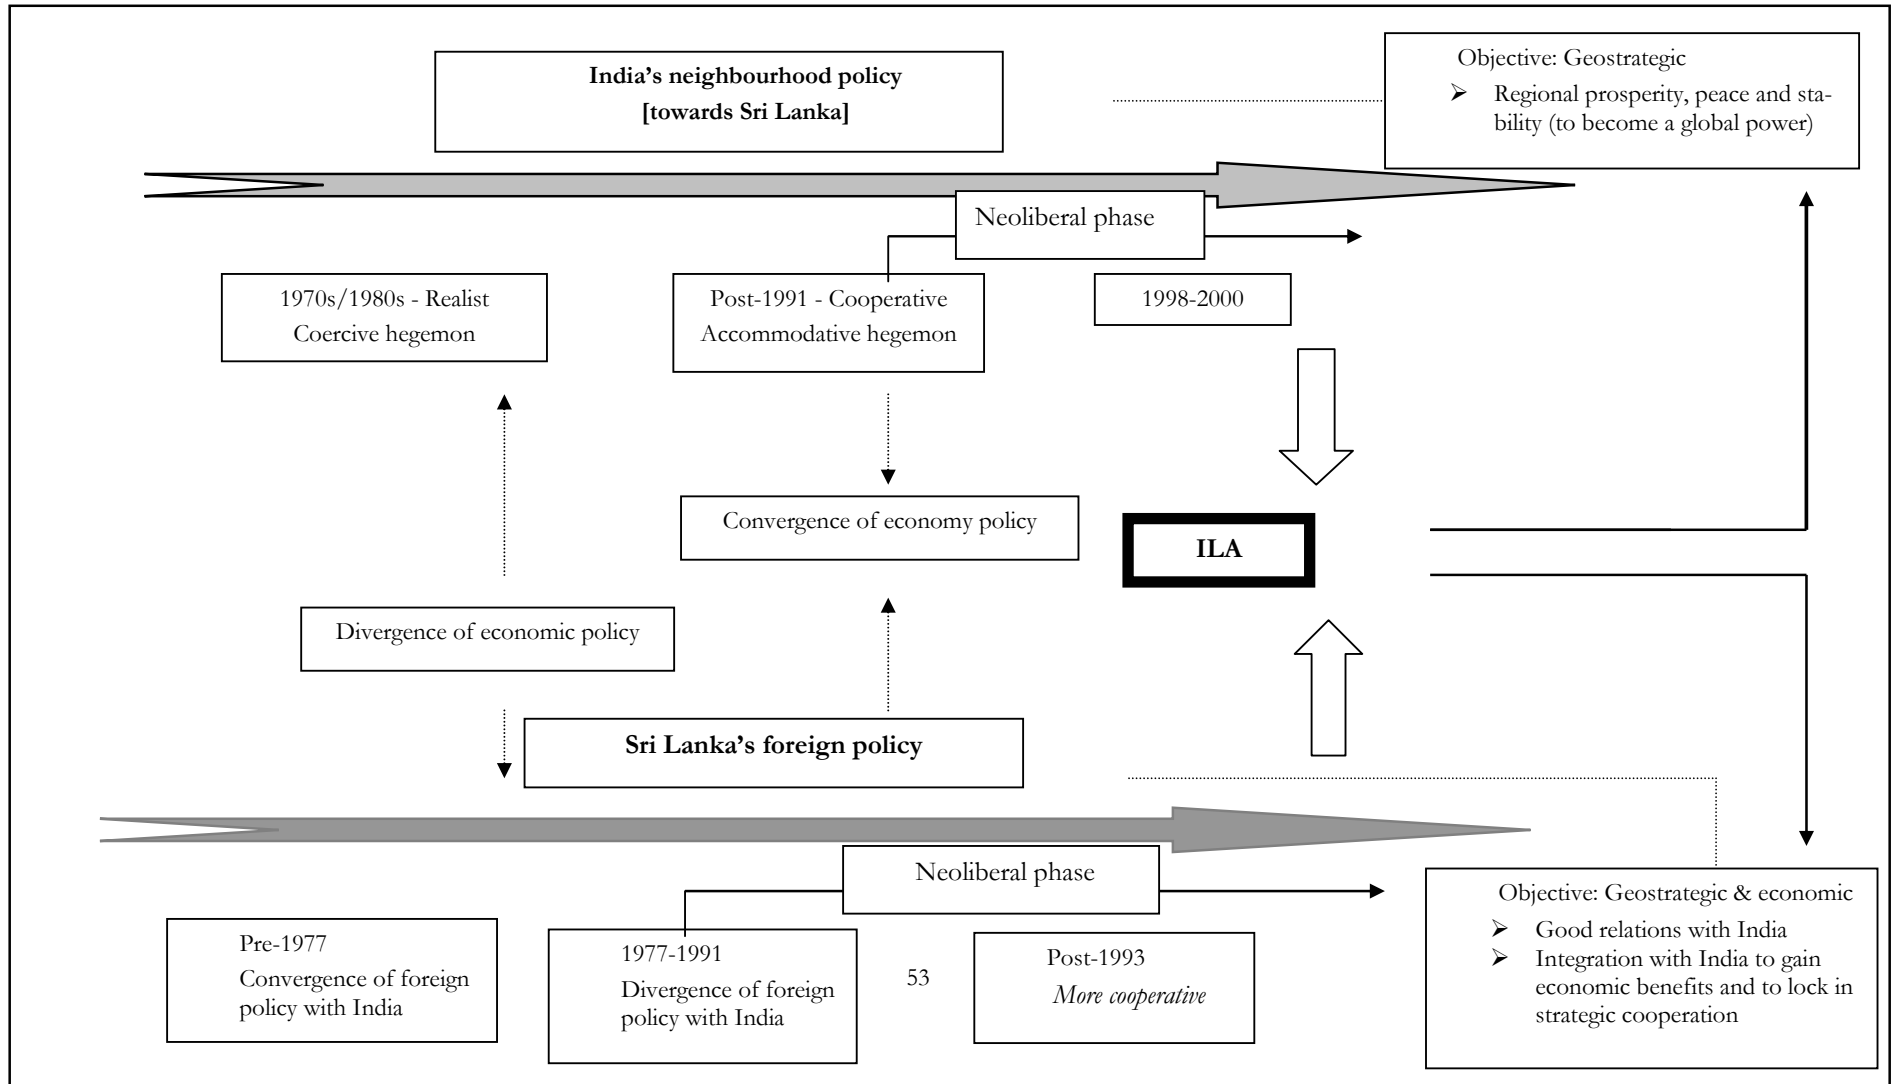 India’s neighbourhood policy
[towards Sri Lanka]
Objective: Geostrategic
➢ Regional prosperity, peace and sta-
bility (to become a global power)
Neoliberal phase
1970s/1980s - Realist
Coercive hegemon
Post-1991 - Cooperative
Accommodative hegemon
1998-2000
Convergence of economy policy
ILA
Divergence of economic policy
Sri Lanka’s foreign policy
Neoliberal phase
Pre-1977
Convergence of foreign
policy with India
1977-1991
Divergence of foreign
policy with India
53
Post-1993
More cooperative
Objective: Geostrategic & economic
➢ Good relations with India
➢ Integration with India to gain
economic benefits and to lock in
strategic cooperation